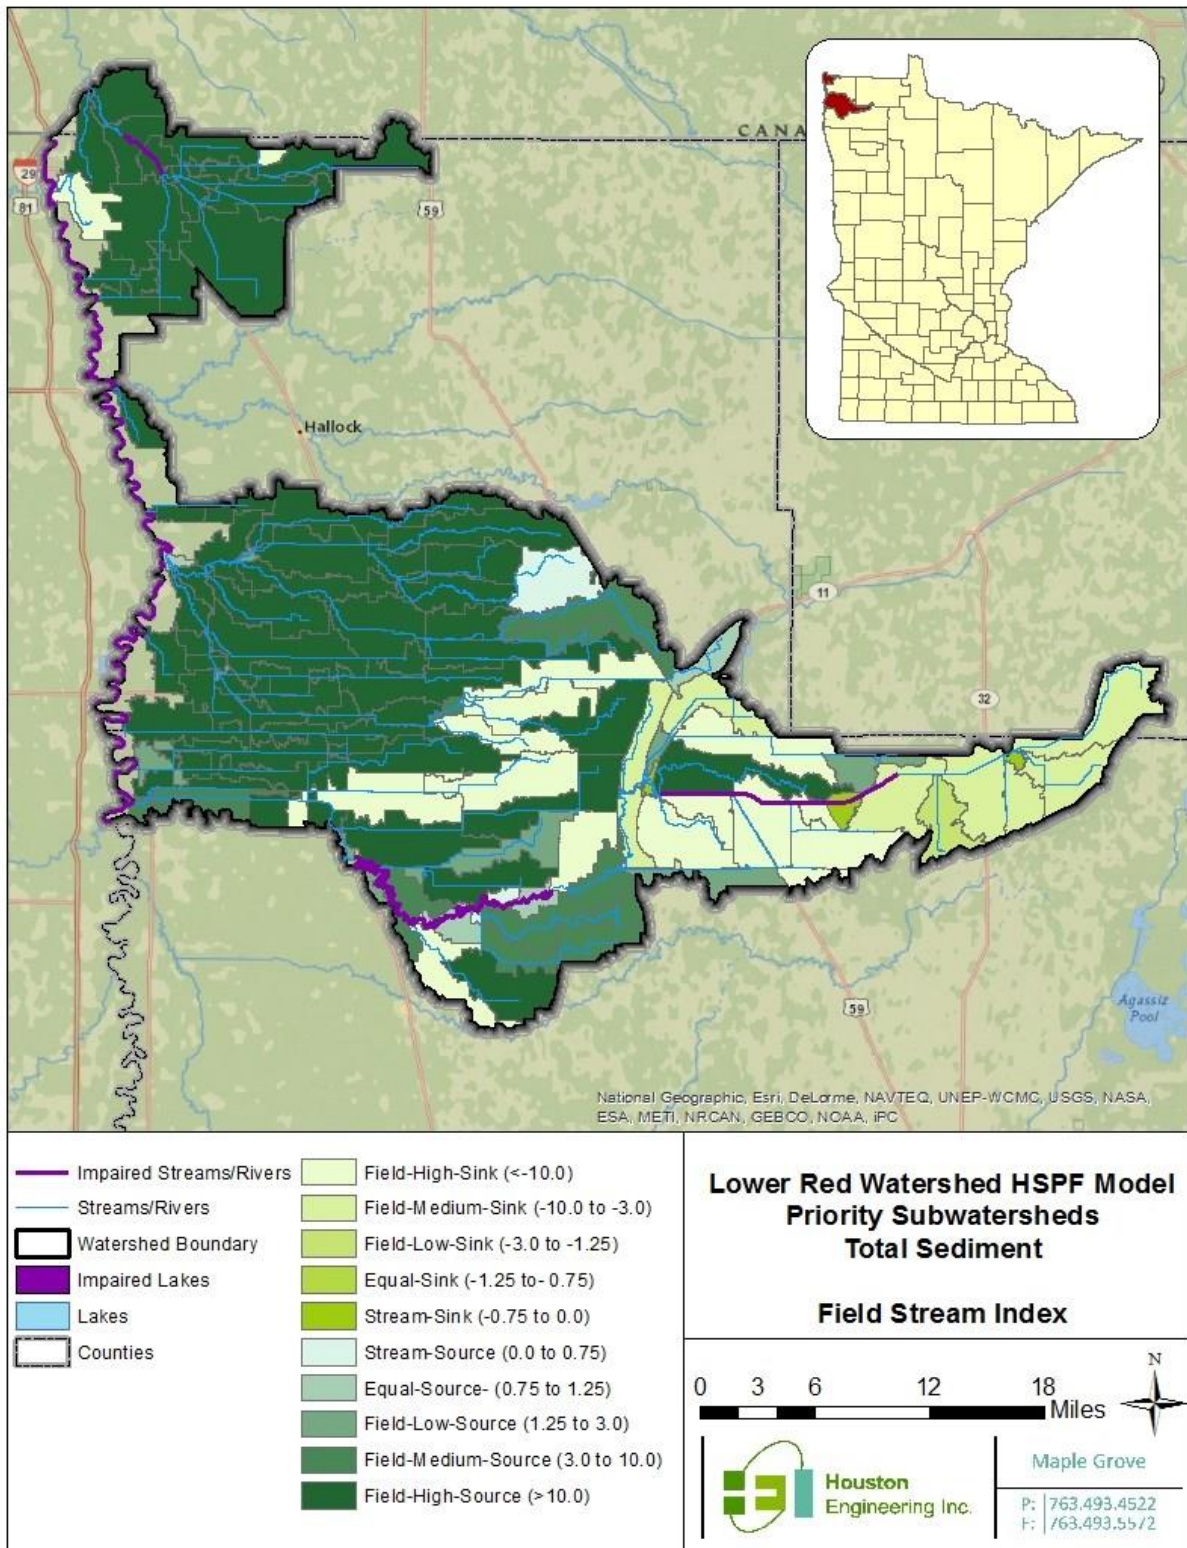 CANA
29
81
59
Hallock
11
32
59
Agassiz
Pool
National Geographic, Esri, DeLorme, NAVTEQ, UNEP-WCMC, USGS, NASA,
ESA, METI, NRCAN, GEBCO, NOAA, iPC
Impaired Streams/Rivers
Streams/Rivers
Watershed Boundary
Impaired Lakes
Lakes
Counties
Field-High-Sink (<-10.0)
Field-Medium-Sink (-10.0 to -3.0)
Field-Low-Sink (-3.0 to -1.25)
Equal-Sink (-1.25 to- 0.75)
Stream-Sink (-0.75 to 0.0)
Stream-Source (0.0 to 0.75)
Equal-Source- (0.75 to 1.25)
Field-Low-Source (1.25 to 3.0)
Field-Medium-Source (3.0 to 10.0)
Field-High-Source (>10.0)
Lower Red Watershed HSPF Model
Priority Subwatersheds
Total Sediment
Field Stream Index
0 3 6 12 18
Miles
N
Houston
Engineering Inc.
Maple Grove
P: 763.493.4522
F: 763.493.5572